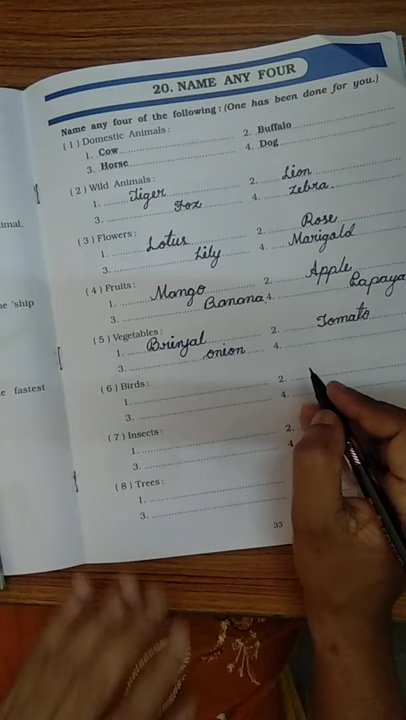 20. NAME ANY FOUR
Name any four of the following : (One has been done for you.)
( 1 ) Domestic Animals :
1. Cow 2. Buffalo
3. Horse 4. Dog
( 2 ) Wild Animals :
1. Tiger 2. Lion
3. Fox 4. Zebra
( 3 ) Flowers :
1. Lotus 2. Rose
3. Lily 4. Marigold
( 4 ) Fruits :
1. Mango 2. Apple
3. Banana 4. Papaya
( 5 ) Vegetables :
1. Brinjal 2. Tomato
3. onion 4.
( 6 ) Birds :
1. 2.
3. 4.
( 7 ) Insects :
1. 2.
3. 4
( 8 ) Trees :
1.
3.
33
imal.
he 'ship
e fastest